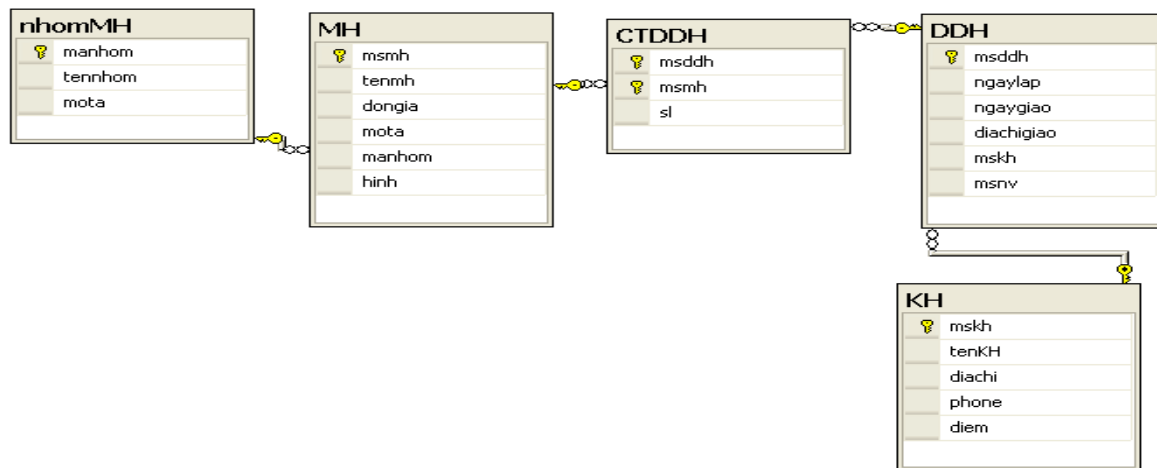 nhomMH
manhom
tennhom
mota
MH
msmh
tenmh
dongia
mota
manhom
hinh
CTDDH
msddh
msmh
sl
DDH
msddh
ngaylap
ngaygiao
diachigiao
mskh
msnv
KH
mskh
tenKH
diachi
phone
diem